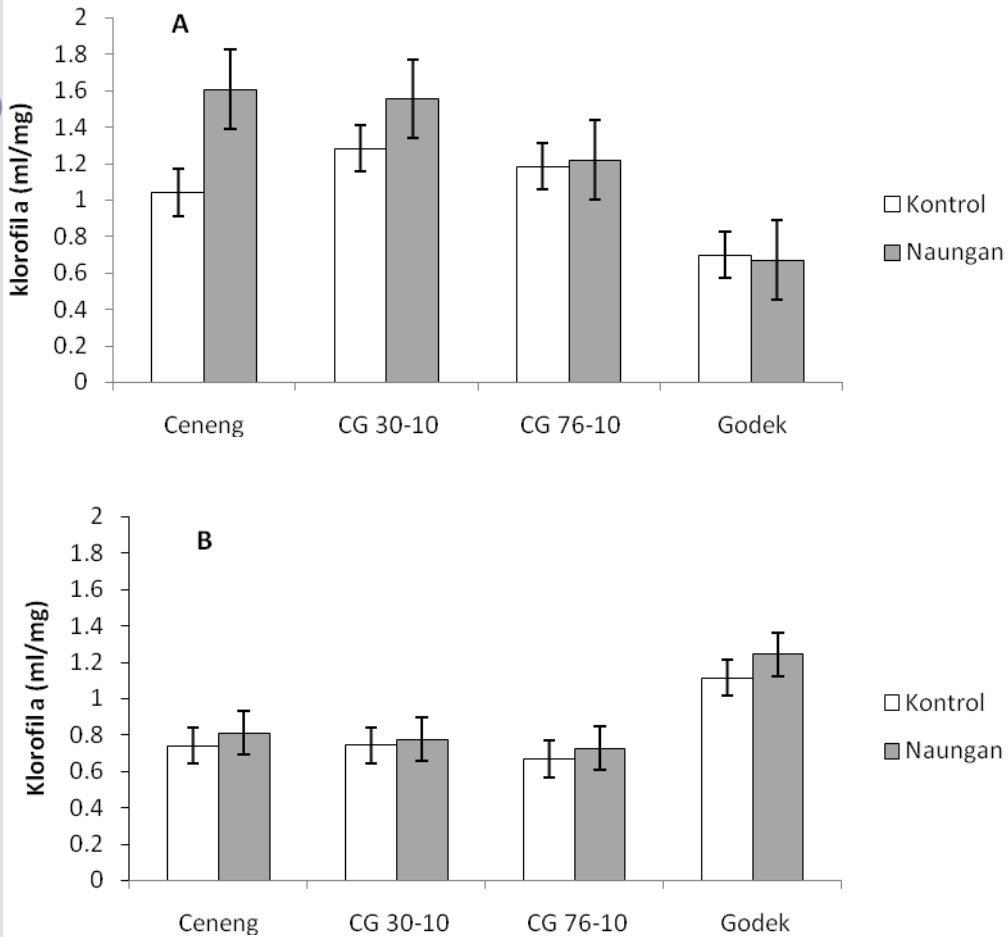 A
klorofil a (ml/mg)
2
1.8
1.6
1.4
1.2
1
0.8
0.6
0.4
0.2
0
Ceneng
CG 30-10
CG 76-10
Godek
Kontrol
Naungan
B
Klorofil a (ml/mg)
2
1.8
1.6
1.4
1.2
1
0.8
0.6
0.4
0.2
0
Ceneng
CG 30-10
CG 76-10
Godek
Kontrol
Naungan